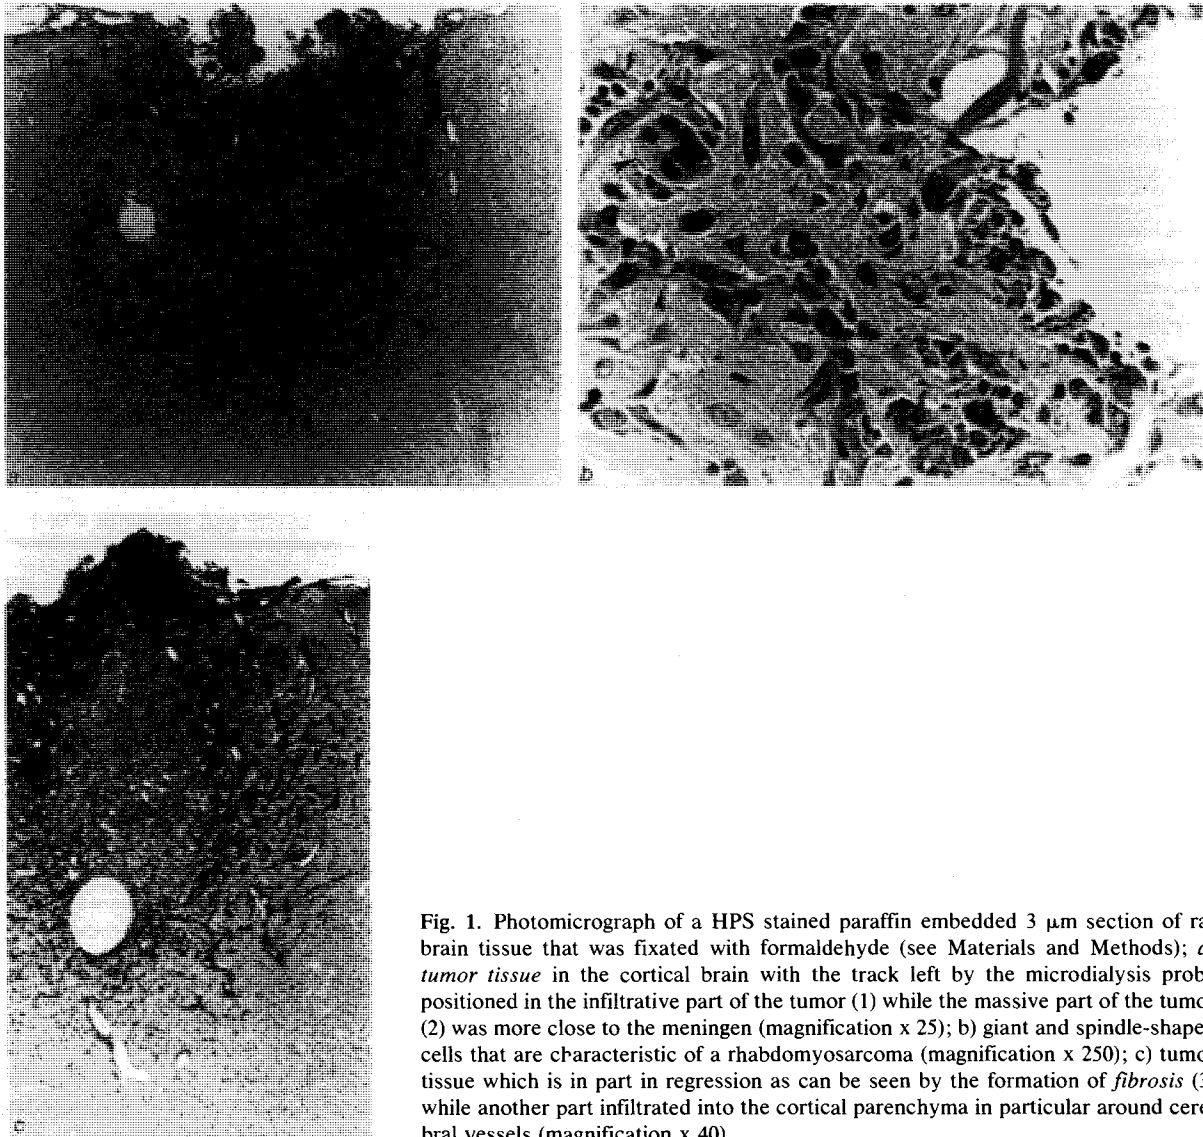 b
c
Fig. 1. Photomicrograph of a HPS stained paraffin embedded 3 μm section of
brain tissue that was fixated with formaldehyde (see Materials and Methods);
tumor tissue in the cortical brain with the track left by the microdialysis
positioned in the infiltrative part of the tumor (1) while the massive part of the
(2) was more close to the meningen (magnification x 25); b) giant and
cells that are characteristic of a rhabdomyosarcoma (magnification x 250); c)
tissue which is in part in regression as can be seen by the formation of fibrosis
while another part infiltrated into the cortical parenchyma in particular around
bral vessels (magnification x 40)